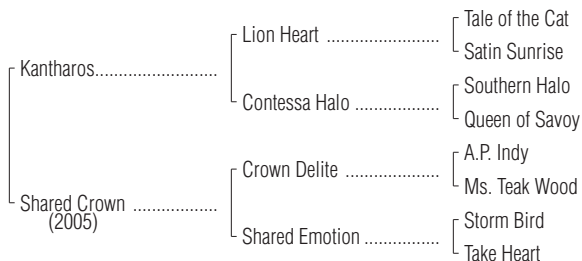 Tale of the Cat
Lion Heart ........................
Satin Sunrise
Kantharos..........................
Southern Halo
Contessa Halo ..................
Queen of Savoy
A.P. Indy
Crown Delite ....................
Ms. Teak Wood
Shared Crown ..................
(2005)
Storm Bird
Shared Emotion ................
Take Heart